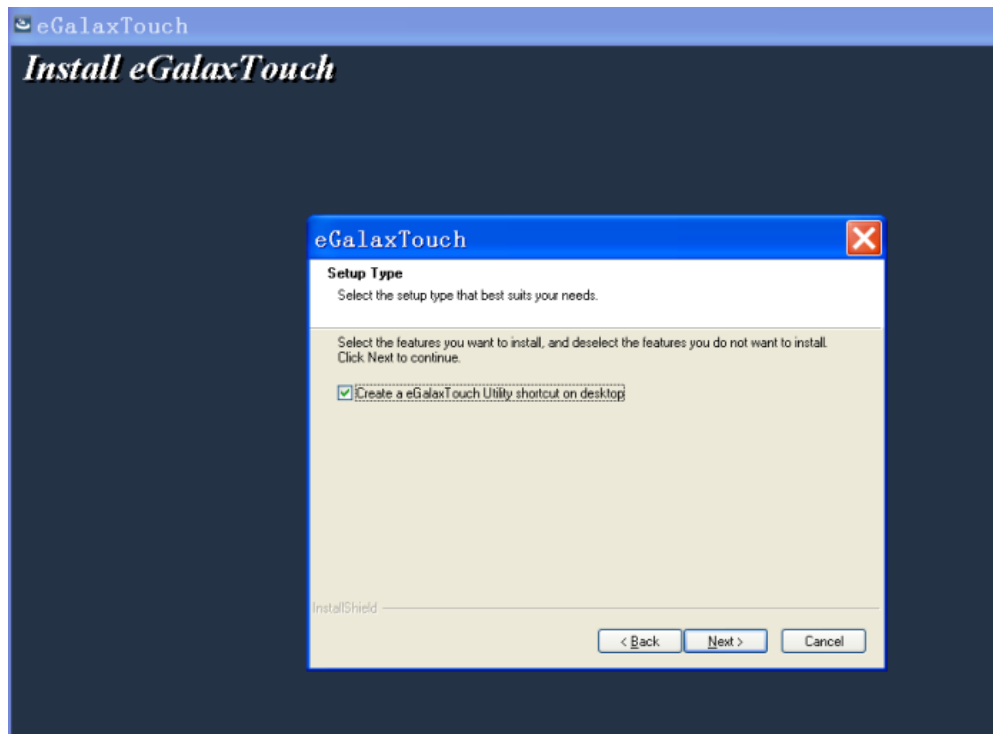 eGalaxTouch
Install eGalaxTouch
eGalaxTouch
Setup Type
Select the setup type that best suits your needs.
Select the features you want to install, and deselect the features you do not want to install.
Click Next to continue.
Create a eGalaxTouch Utility shortcut on desktop
InstallShield
< Back
Next >
Cancel